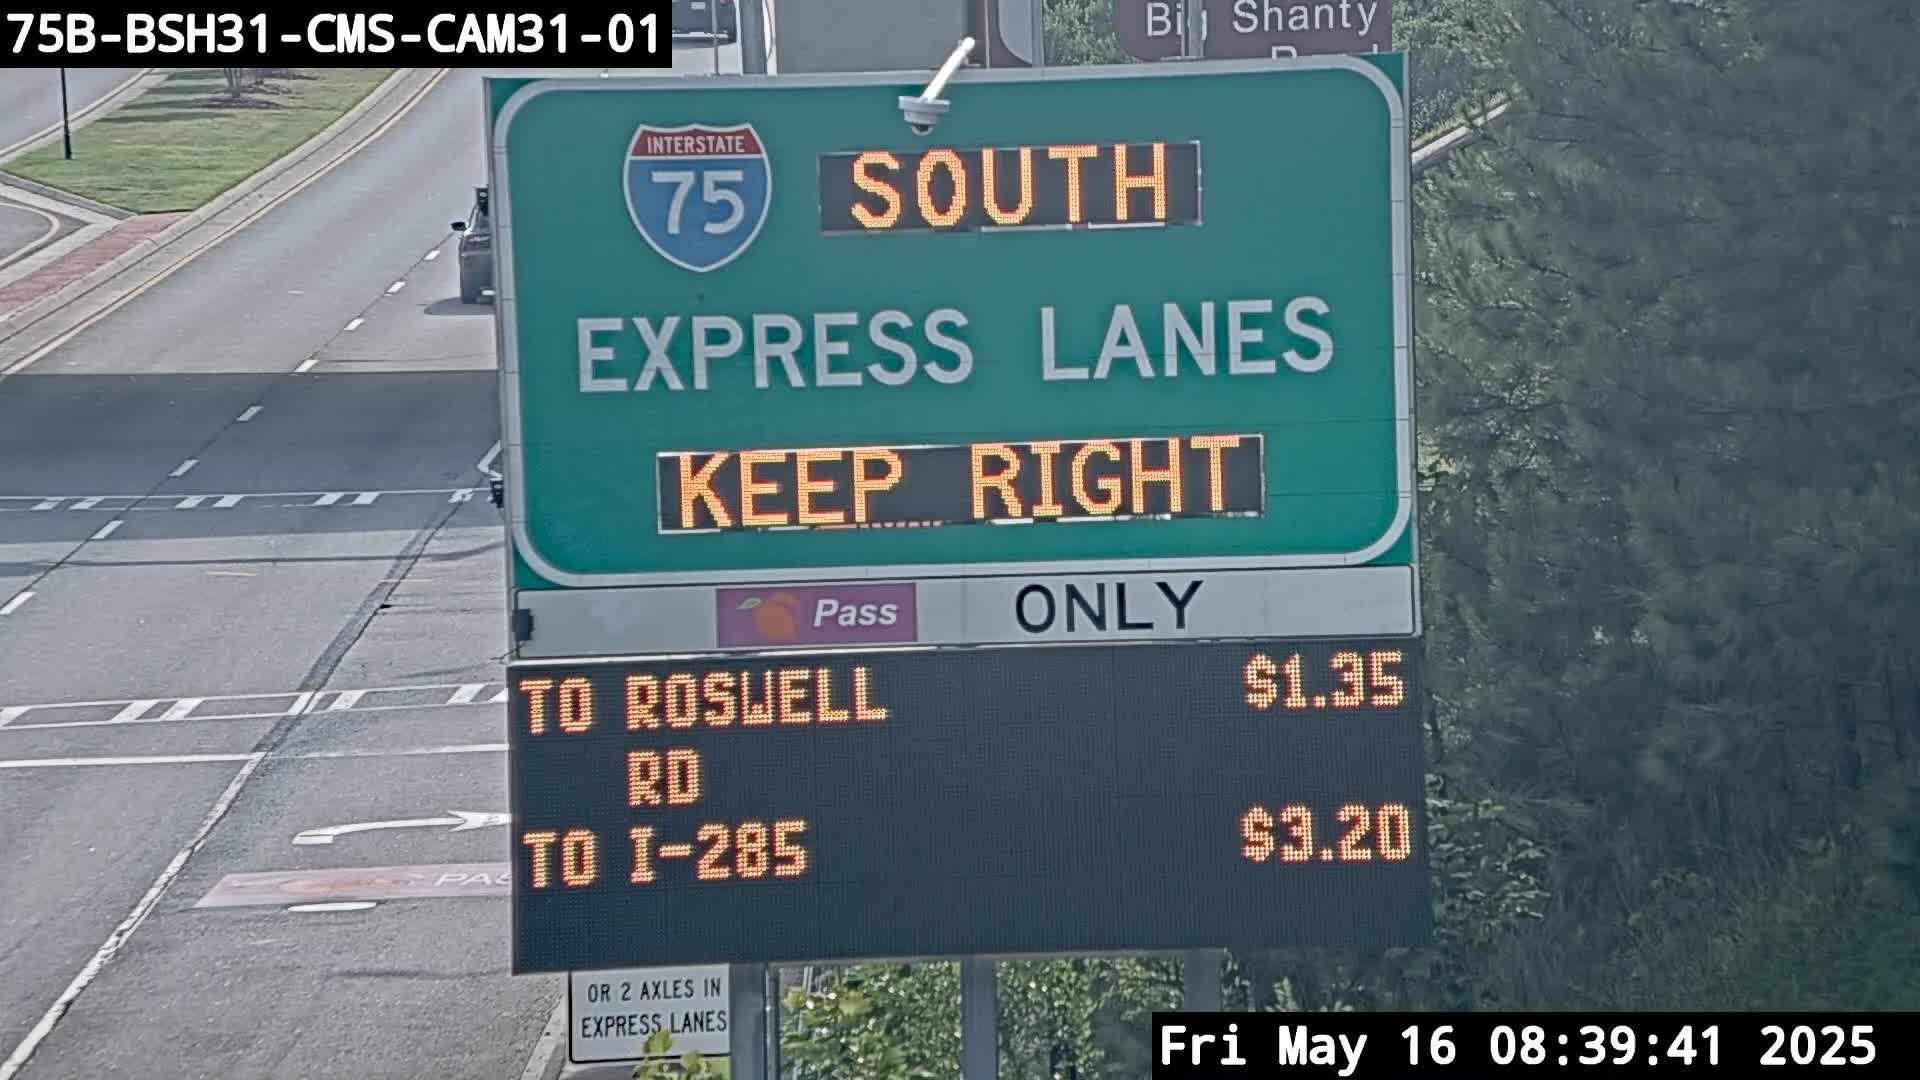 75B-BSH31-CMS-CAM31-01
Big Shanty
INTERSTATE
75
SOUTH
EXPRESS LANES
KEEP RIGHT
Pass ONLY
TO ROSWELL $1.35
RD
TO I-285 $3.20
OR 2 AXLES IN
EXPRESS LANES
Fri May 16 08:39:41 2025